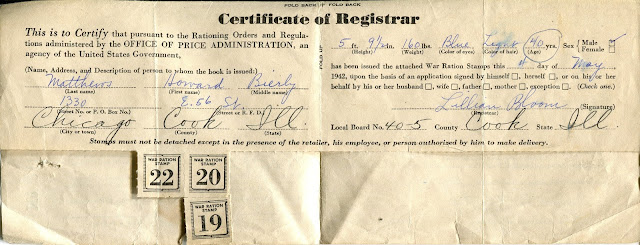 FOLD BACK IF FOLD BACK
Certificate of Registrar
This is to Certify that pursuant to the Rationing Orders and Regu-
lations administered by the OFFICE OF PRICE ADMINISTRATION, an
agency of the United States Government,
(Name, Address, and Description of person to whom the book is issued):
Matthews Howard Bierly
(Last name) (First name) (Middle name)
1330 E. 56 St.
(Street No. or P. O. Box No.) (Street or R. F. D.)
Chicago Cook Ill
(City or town) (County) (State)
5 ft. 9½ in. 160 lbs. Blue Light 40 yrs. Sex Male Female
(Height) (Weight) (Color of eyes) (Color of hair) (Age)
has been issued the attached War Ration Stamps this 4 day of May,
1942, upon the basis of an application signed by himself □, herself □, or on his or her
behalf by his or her husband □, wife □, father □, mother □, exception □. (Check one.)
Lillian Bloom (Signature)
(Registrar)
Local Board No. 40-5 County Cook State Ill.
Stamps must not be detached except in the presence of the retailer, his employee, or person authorized by him to make delivery.
WAR RATION STAMP 22
WAR RATION STAMP 20
WAR RATION STAMP 19